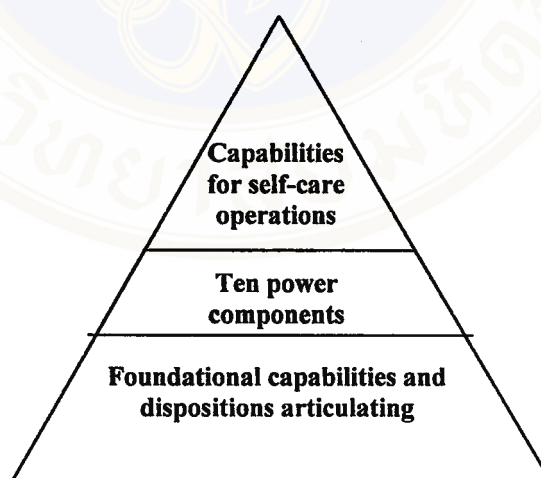 Capabilities
for self-care
operations
Ten power
components
Foundational capabilities and
dispositions articulating